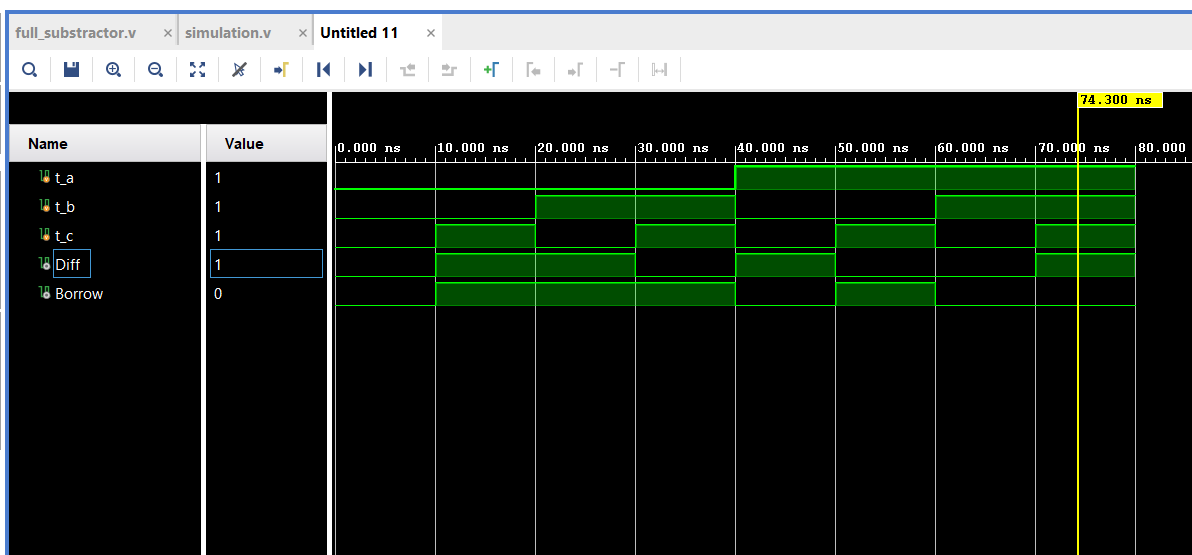 full_substractor.v × simulation.v × Untitled 11 ×
74.300 ns
Name Value
0.000 ns 10.000 ns 20.000 ns 30.000 ns 40.000 ns 50.000 ns 60.000 ns 70.000 ns 80.000
t_a 1
t_b 1
t_c 1
Diff 1
Borrow 0